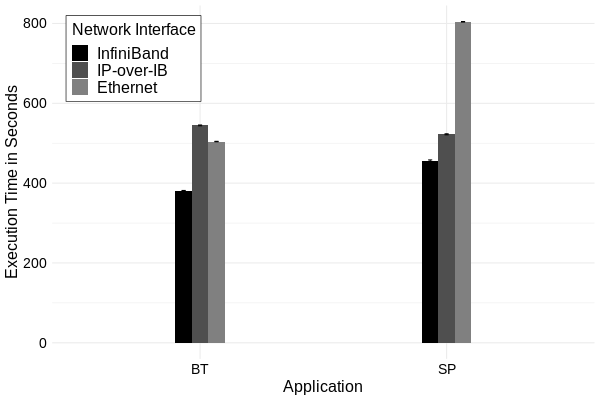 Network Interface
InfiniBand
IP-over-IB
Ethernet
Execution Time in Seconds
800
600
400
200
0
BT
SP
Application